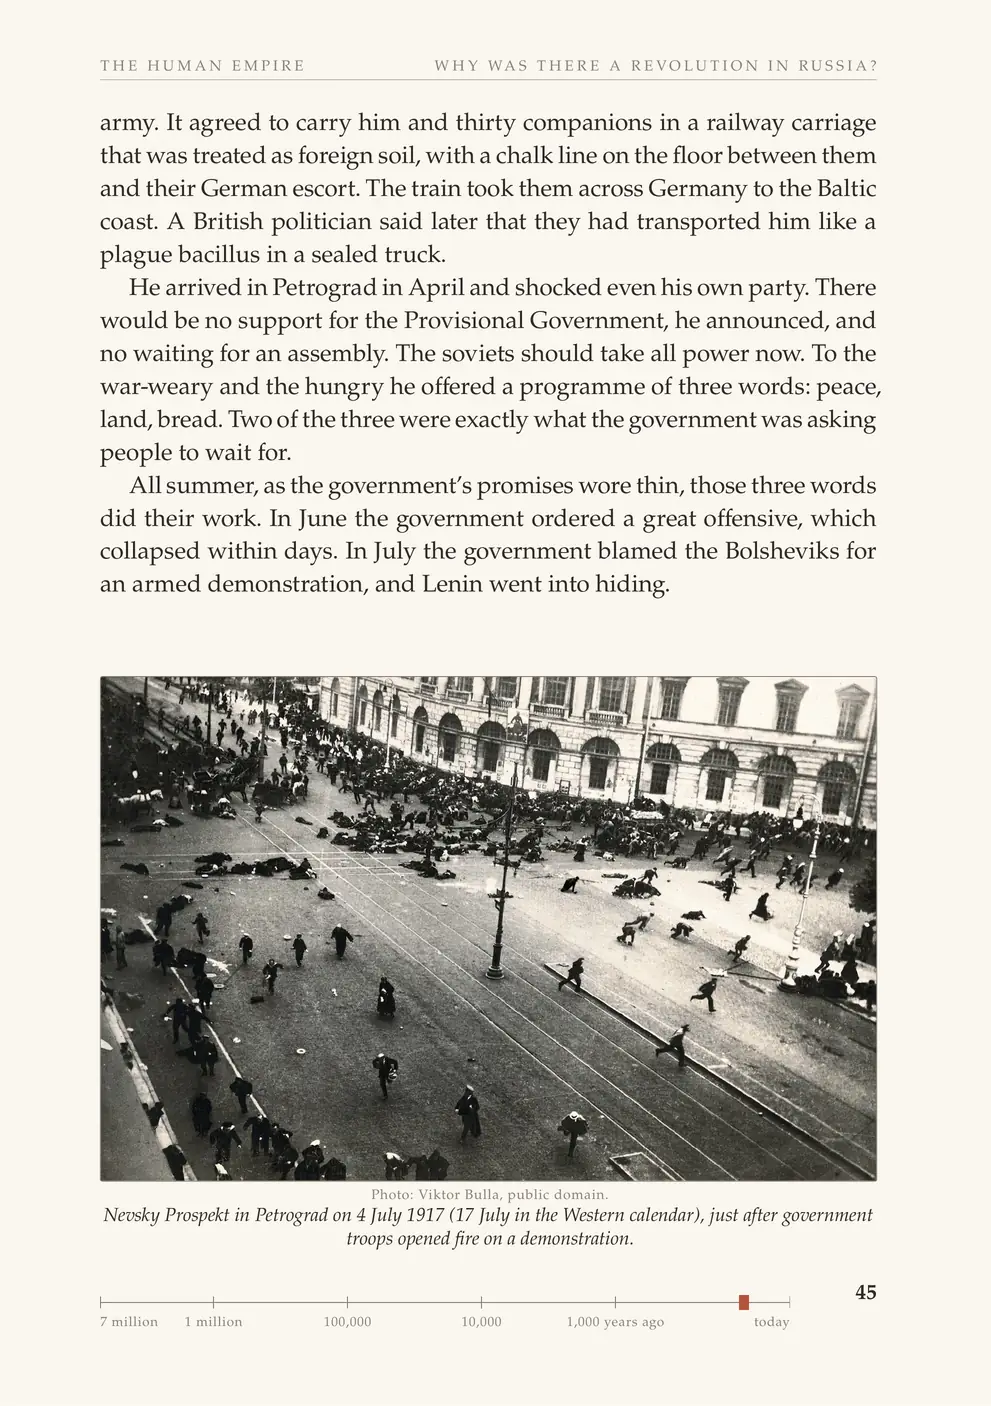 THE HUMAN EMPIRE
WHY WAS THERE A REVOLUTION IN RUSSIA?
army. It agreed to carry him and thirty companions in a railway carriage
that was treated as foreign soil, with a chalk line on the floor between them
and their German escort. The train took them across Germany to the Baltic
coast. A British politician said later that they had transported him like a
plague bacillus in a sealed truck.
He arrived in Petrograd in April and shocked even his own party. There
would be no support for the Provisional Government, he announced, and
no waiting for an assembly. The soviets should take all power now. To the
war-weary and the hungry he offered a programme of three words: peace,
land, bread. Two of the three were exactly what the government was asking
people to wait for.
All summer, as the government’s promises wore thin, those three words
did their work. In June the government ordered a great offensive, which
collapsed within days. In July the government blamed the Bolsheviks for
an armed demonstration, and Lenin went into hiding.
Photo: Viktor Bulla, public domain.
Nevsky Prospekt in Petrograd on 4 July 1917 (17 July in the Western calendar), just after government
troops opened fire on a demonstration.
45
7 million 1 million 100,000 10,000 1,000 years ago today